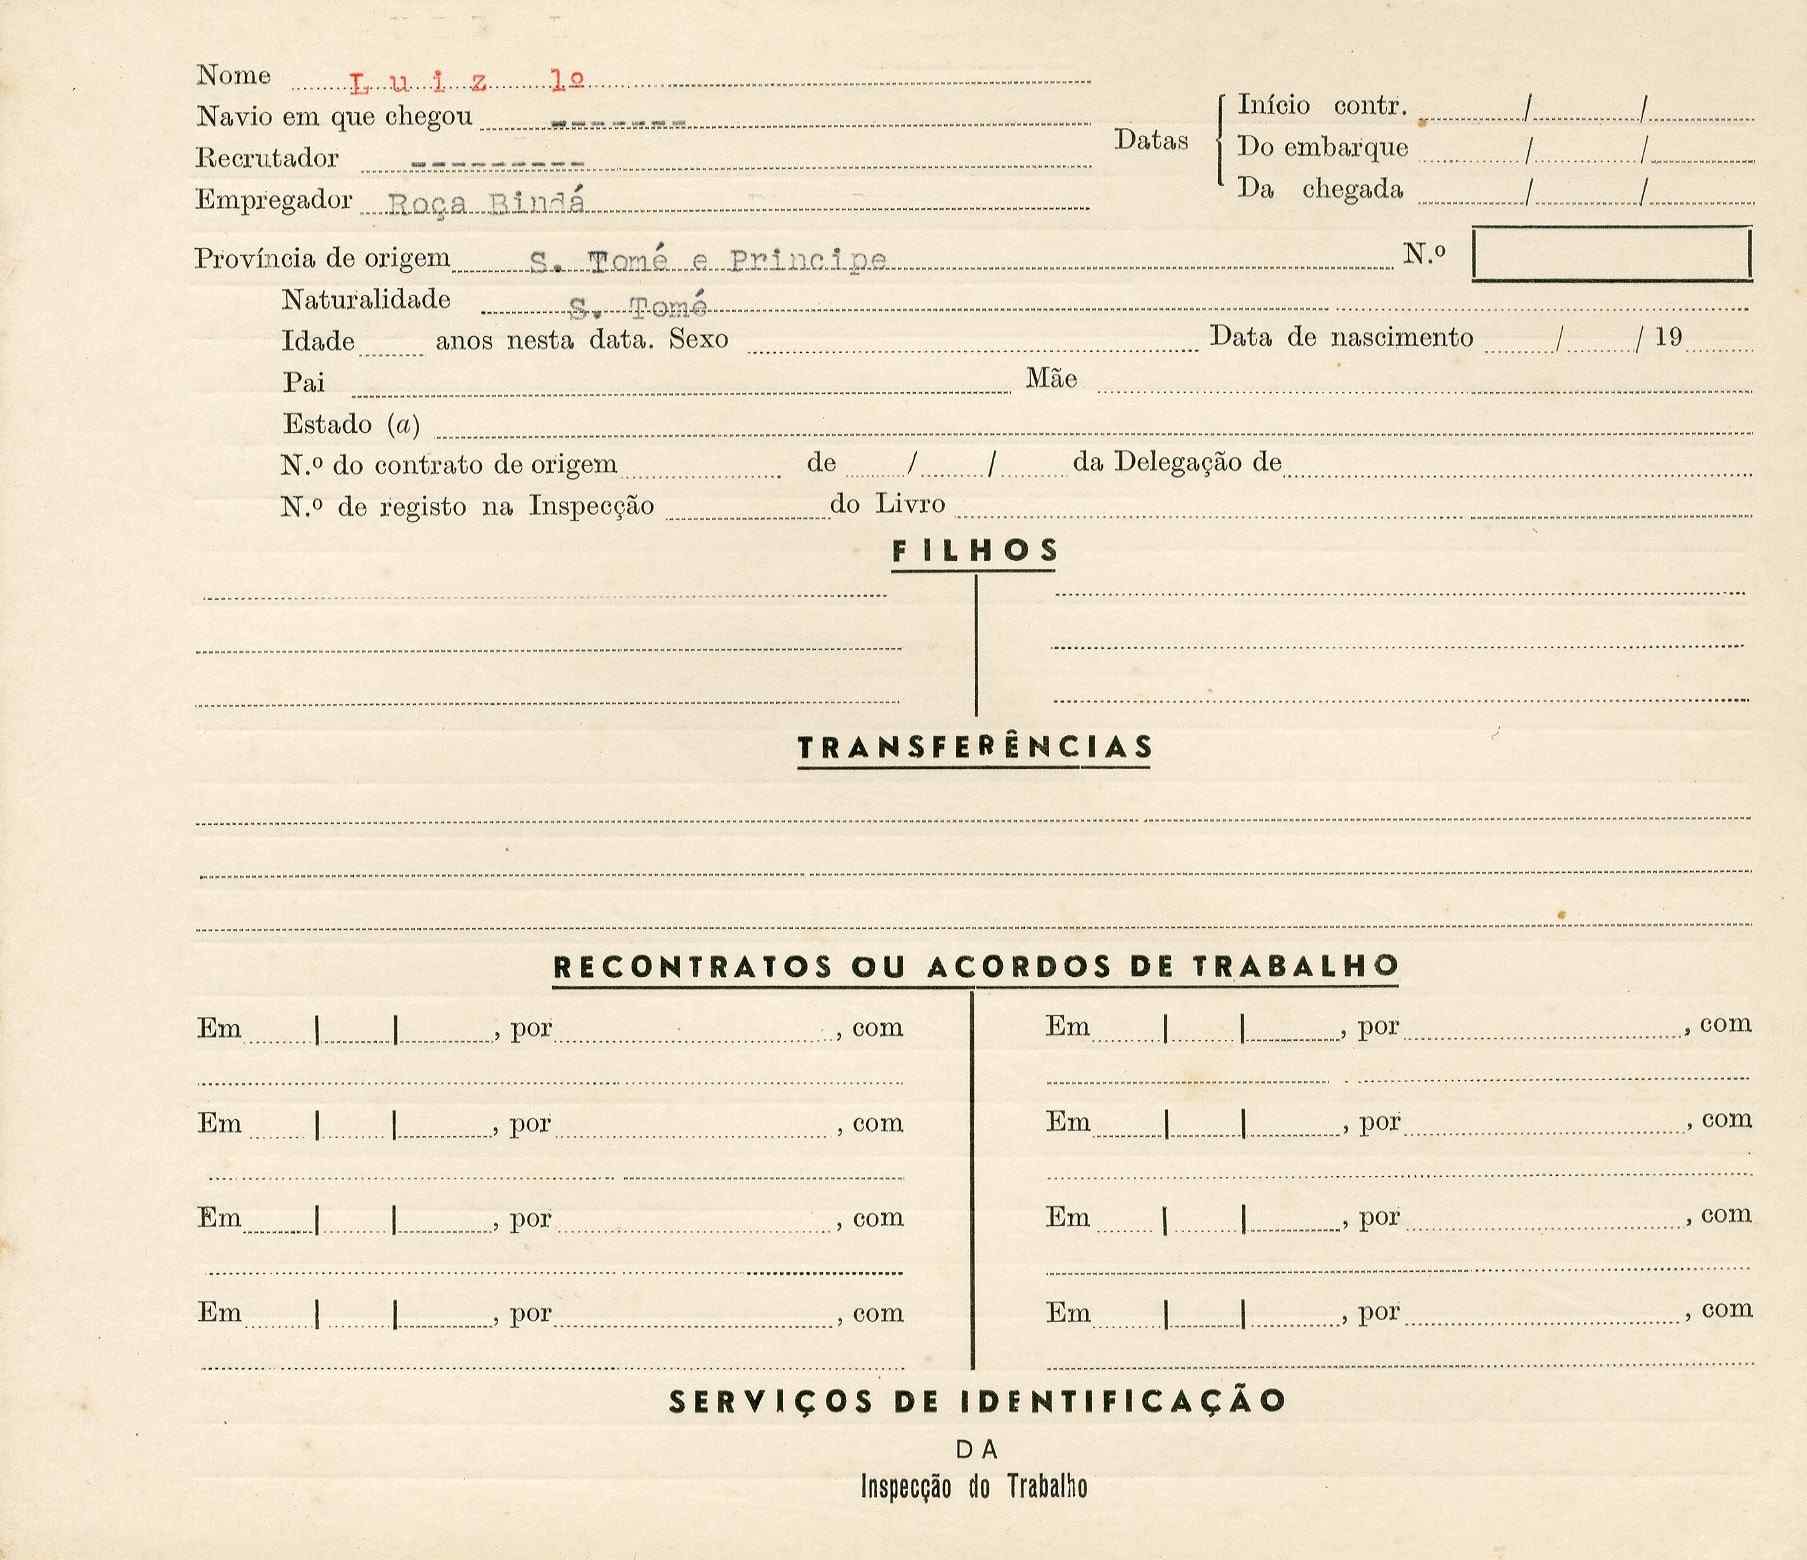 Nome L u i z 1º
Navio em que chegou -------
Recrutador ---------
Empregador Roça Bindá
Datas
Início contr. / /
Do embarque / /
Da chegada / /
Província de origem S. Tomé e Principe N.º
Naturalidade S. Tomé
Idade anos nesta data. Sexo Data de nascimento / / 19
Pai Mãe
Estado (a)
N.º do contrato de origem de / / da Delegação de
N.º de registo na Inspecção do Livro
FILHOS
TRANSFERÊNCIAS
RECONTRATOS OU ACORDOS DE TRABALHO
Em | | , por , com Em | | , por , com
Em | | , por , com Em | | , por , com
Em | | , por , com Em | | , por , com
Em | | , por , com Em | | , por , com
SERVIÇOS DE IDENTIFICAÇÃO
DA
Inspecção do Trabalho